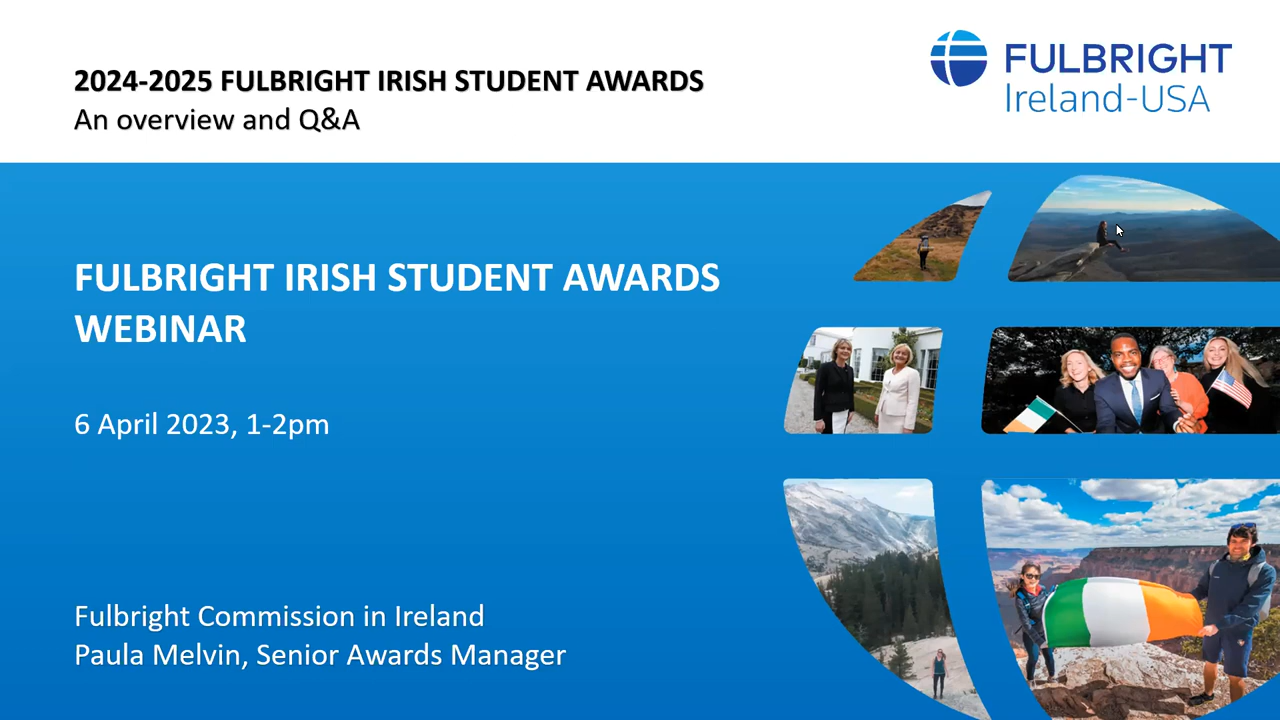 2024-2025 FULBRIGHT IRISH STUDENT AWARDS
An overview and Q&A
FULBRIGHT
Ireland-USA
FULBRIGHT IRISH STUDENT AWARDS
WEBINAR
6 April 2023, 1-2pm
Fulbright Commission in Ireland
Paula Melvin, Senior Awards Manager